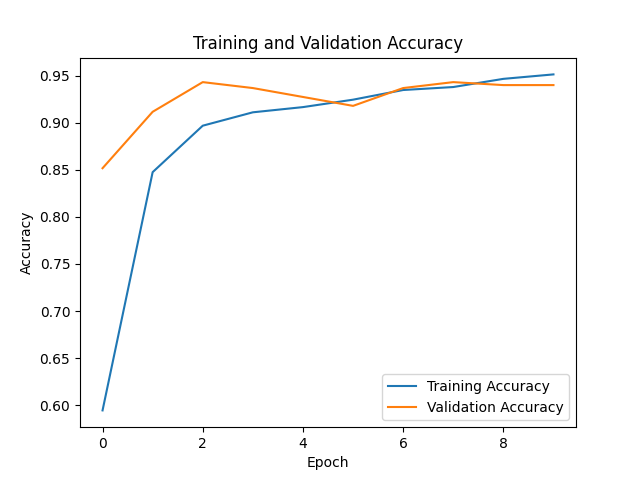 Training and Validation Accuracy
Accuracy
0.95
0.90
0.85
0.80
0.75
0.70
0.65
0.60
Training Accuracy
Validation Accuracy
0 2 4 6 8
Epoch